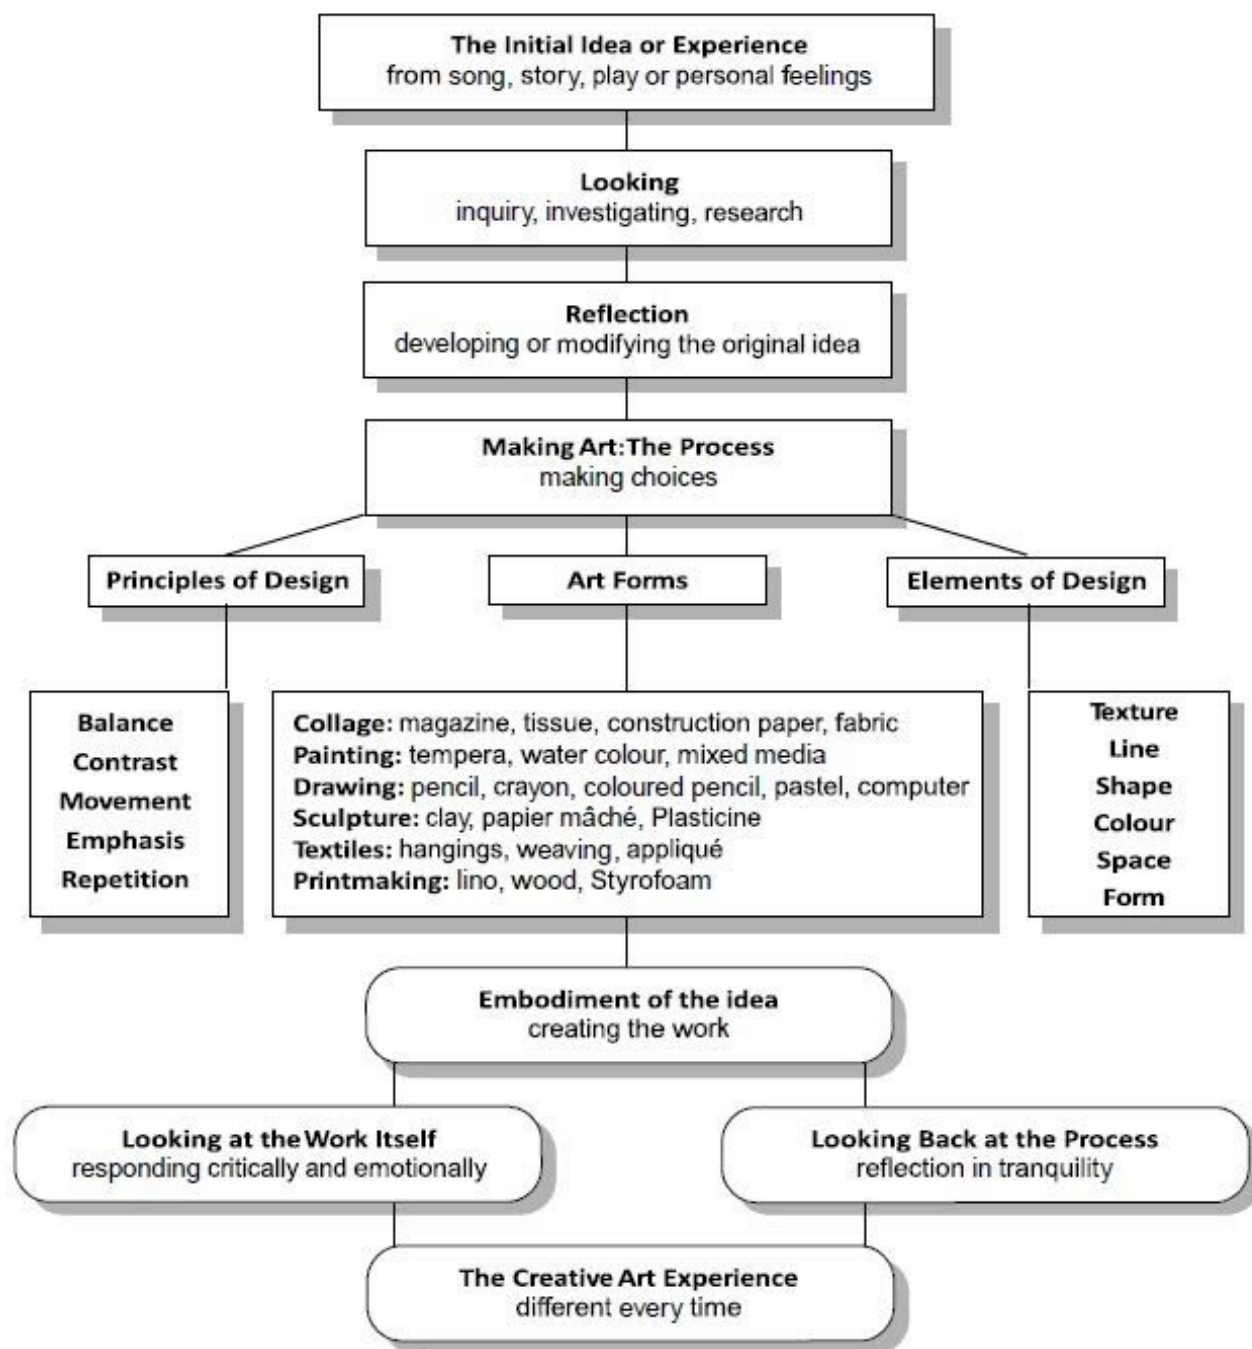 The Initial Idea or Experience
from song, story, play or personal feelings
Looking
inquiry, investigating, research
Reflection
developing or modifying the original idea
Making Art:The Process
making choices
Principles of Design
Art Forms
Elements of Design
Balance
Contrast
Movement
Emphasis
Repetition
Collage: magazine, tissue, construction paper, fabric
Painting: tempera, water colour, mixed media
Drawing: pencil, crayon, coloured pencil, pastel, computer
Sculpture: clay, papier mâché, Plasticine
Textiles: hangings, weaving, appliqué
Printmaking: lino, wood, Styrofoam
Texture
Line
Shape
Colour
Space
Form
Embodiment of the idea
creating the work
Looking at the Work Itself
responding critically and emotionally
Looking Back at the Process
reflection in tranquility
The Creative Art Experience
different every time